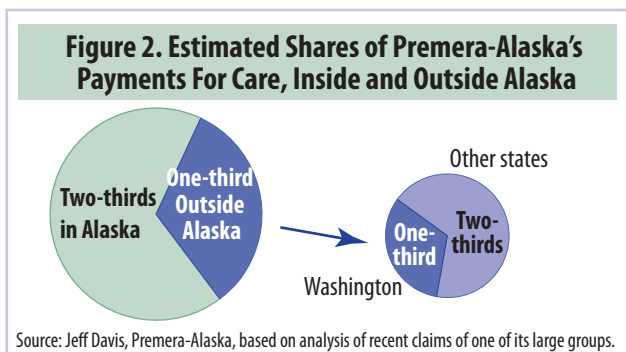 Figure 2. Estimated Shares of Premera-Alaska's
Payments For Care, Inside and Outside Alaska
Two-thirds
in Alaska
One-third
Outside
Alaska
Other states
Two-
thirds
One-
third
Washington
Source: Jeff Davis, Premera-Alaska, based on analysis of recent claims of one of its large groups.